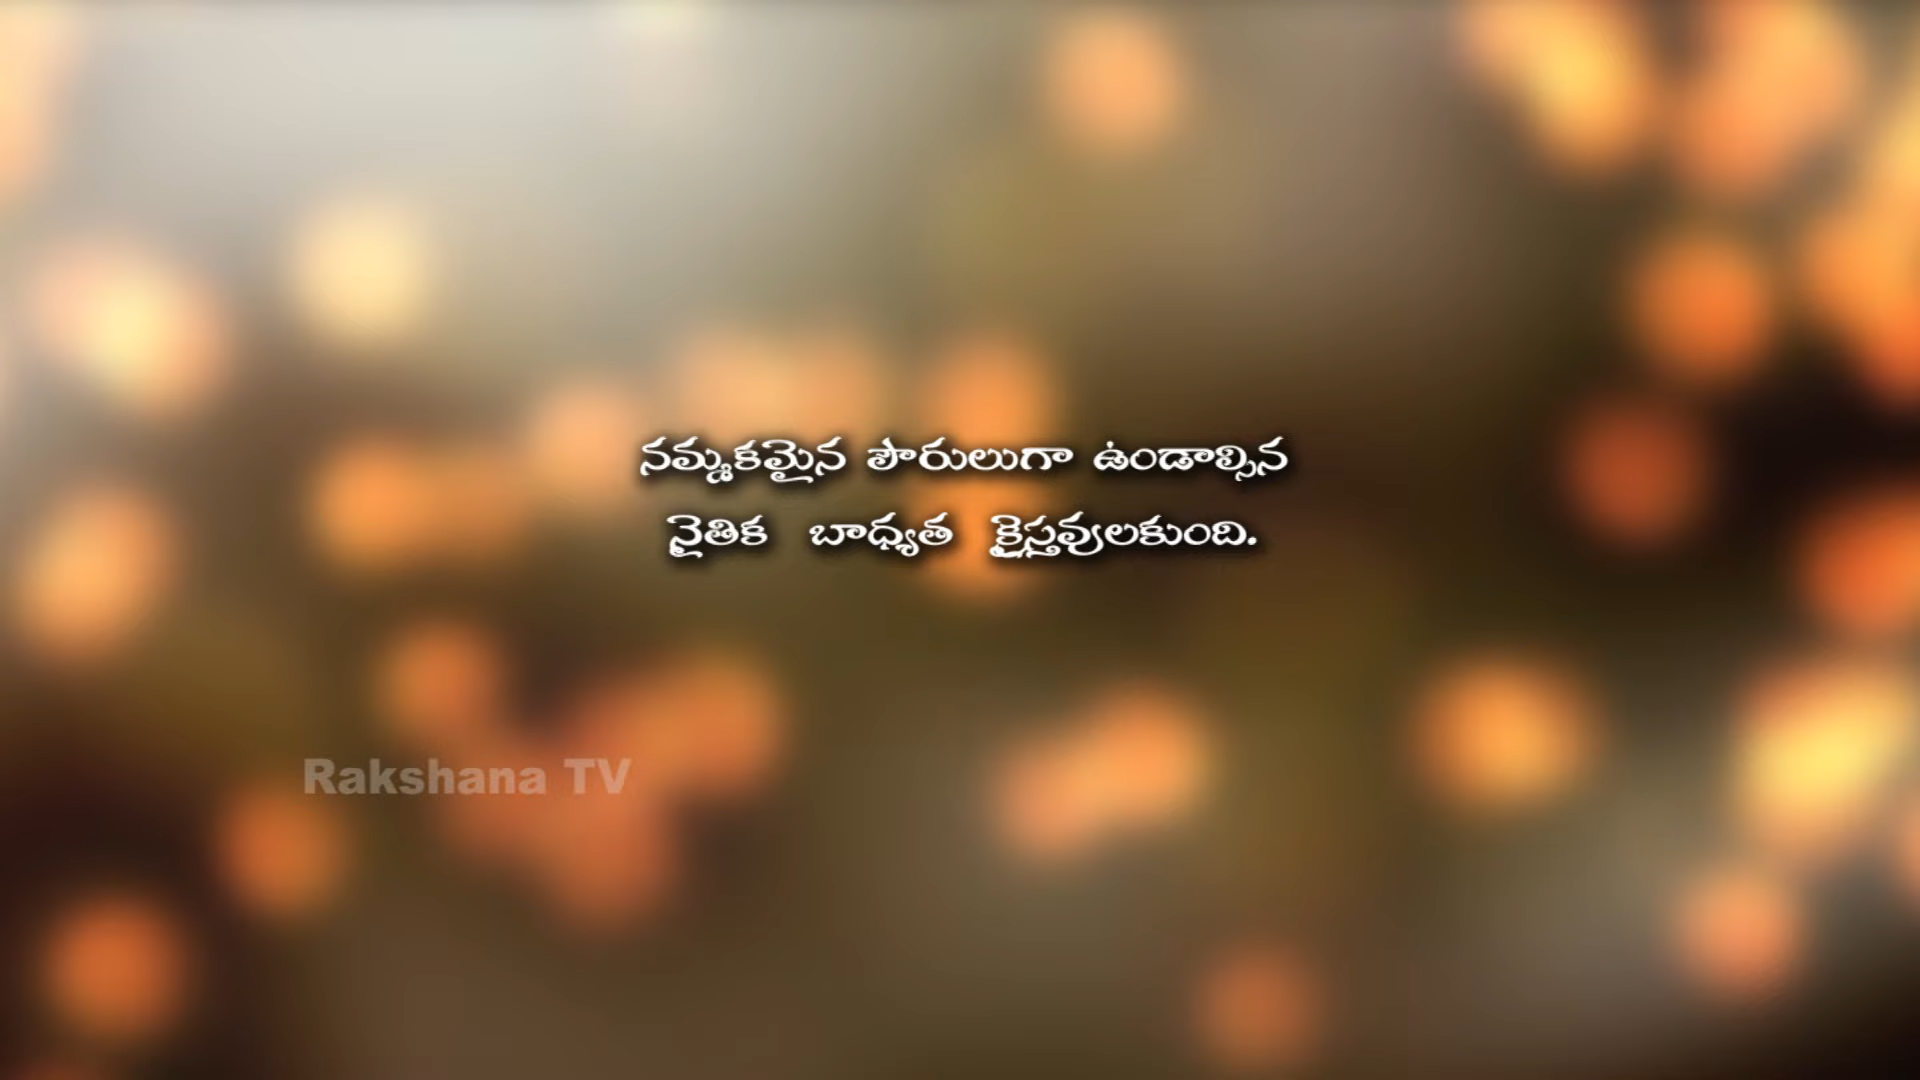 నమ్మకమైన పౌరులుగా ఉండాల్సిన
నైతిక బాధ్యత క్రైస్తవులకుంది.
Rakshana TV